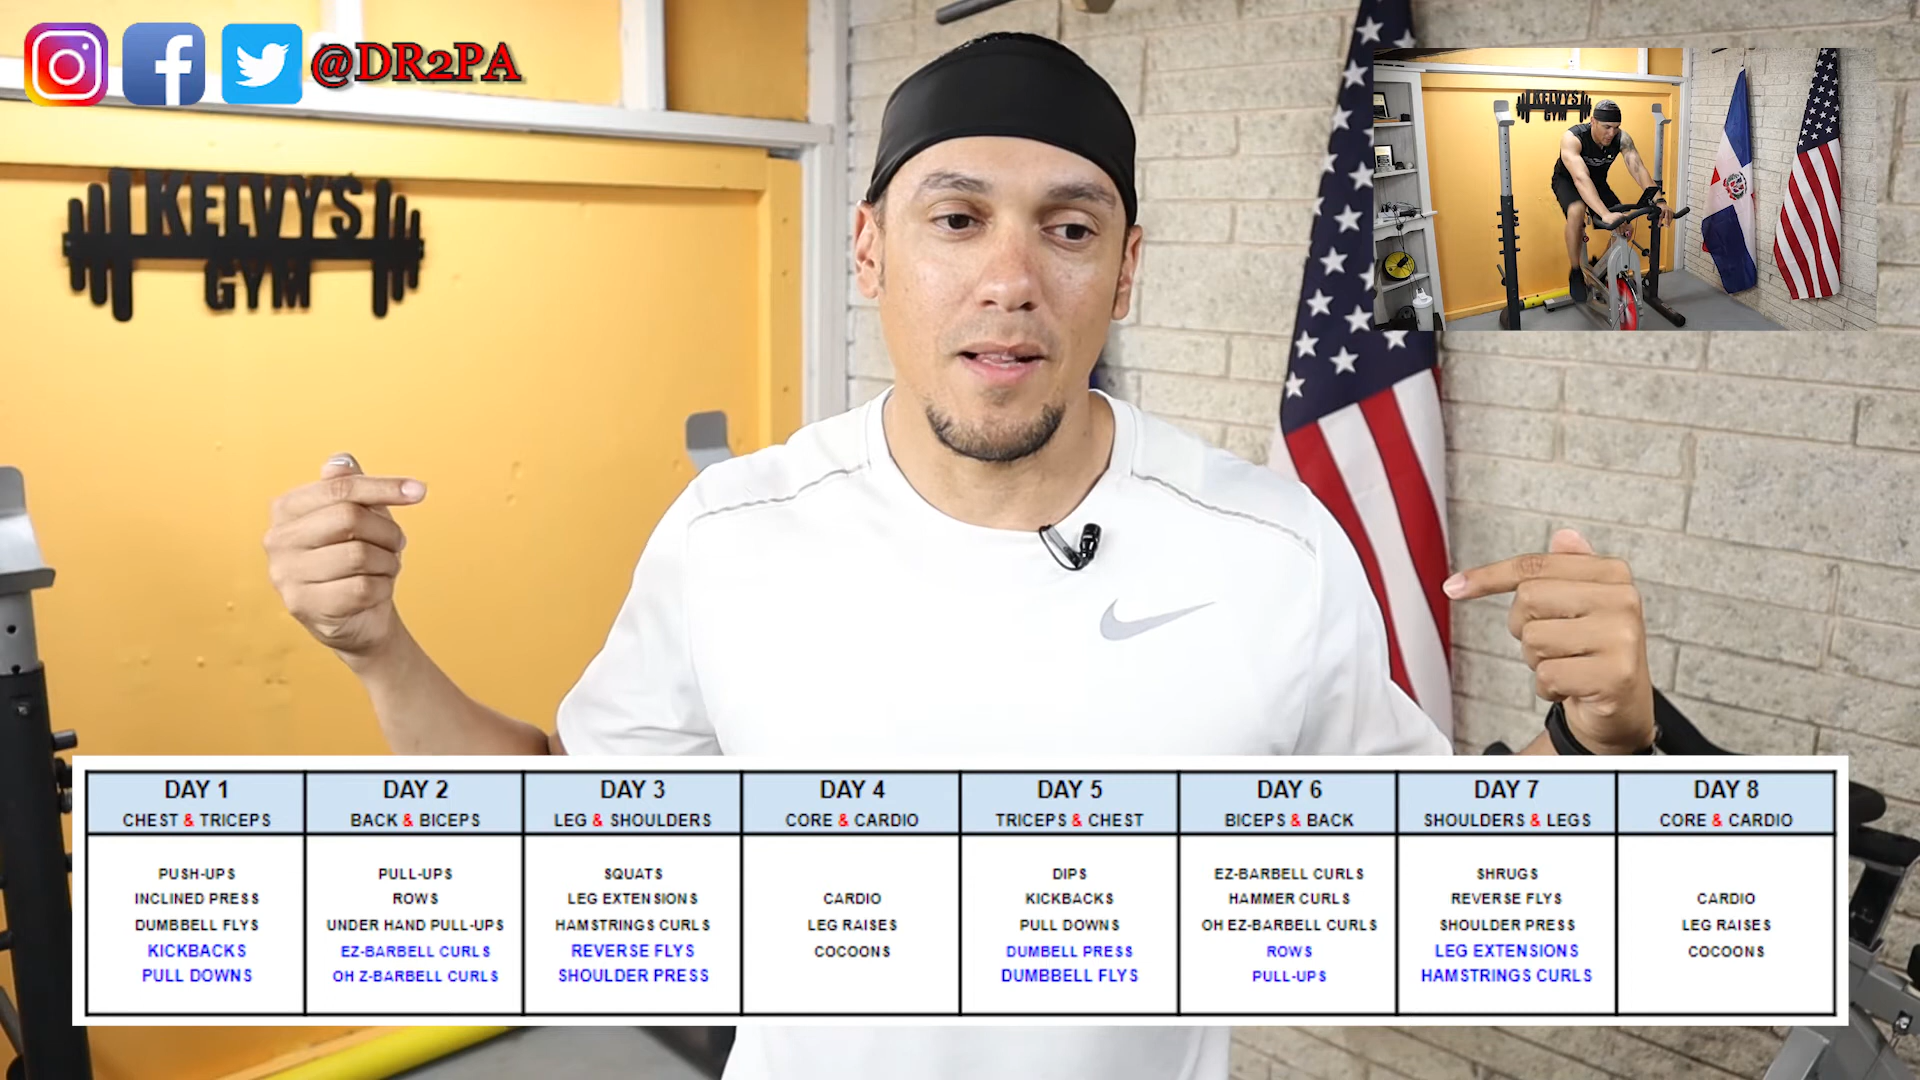 @DR2PA
KELVYS
GYM
KELVYS
GYM
DAY 1
CHEST & TRICEPS
PUSH-UPS
INCLINED PRESS
DUMBBELL FLYS
KICKBACKS
PULL DOWNS
DAY 2
BACK & BICEPS
PULL-UPS
ROWS
UNDER HAND PULL-UPS
EZ-BARBELL CURLS
OH Z-BARBELL CURLS
DAY 3
LEG & SHOULDERS
SQUATS
LEG EXTENSIONS
HAMSTRINGS CURLS
REVERSE FLYS
SHOULDER PRESS
DAY 4
CORE & CARDIO
CARDIO
LEG RAISES
COCOONS
DAY 5
TRICEPS & CHEST
DIPS
KICKBACKS
PULL DOWNS
DUMBELL PRESS
DUMBBELL FLYS
DAY 6
BICEPS & BACK
EZ-BARBELL CURLS
HAMMER CURLS
OH EZ-BARBELL CURLS
ROWS
PULL-UPS
DAY 7
SHOULDERS & LEGS
SHRUGS
REVERSE FLYS
SHOULDER PRESS
LEG EXTENSIONS
HAMSTRINGS CURLS
DAY 8
CORE & CARDIO
CARDIO
LEG RAISES
COCOONS